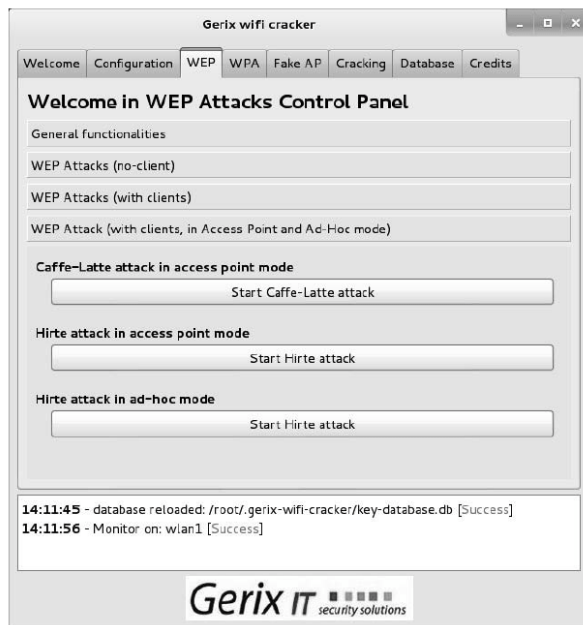 Gerix wifi cracker
Welcome Configuration WEP WPA Fake AP Cracking Database Credits
Welcome in WEP Attacks Control Panel
General functionalities
WEP Attacks (no-client)
WEP Attacks (with clients)
WEP Attack (with clients, in Access Point and Ad-Hoc mode)
Caffe-Latte attack in access point mode
Start Caffe-Latte attack
Hirte attack in access point mode
Start Hirte attack
Hirte attack in ad-hoc mode
Start Hirte attack
14:11:45 - database reloaded: /root/.gerix-wifi-cracker/key-database.db [Success]
14:11:56 - Monitor on: wlan1 [Success]
Gerix IT security solutions